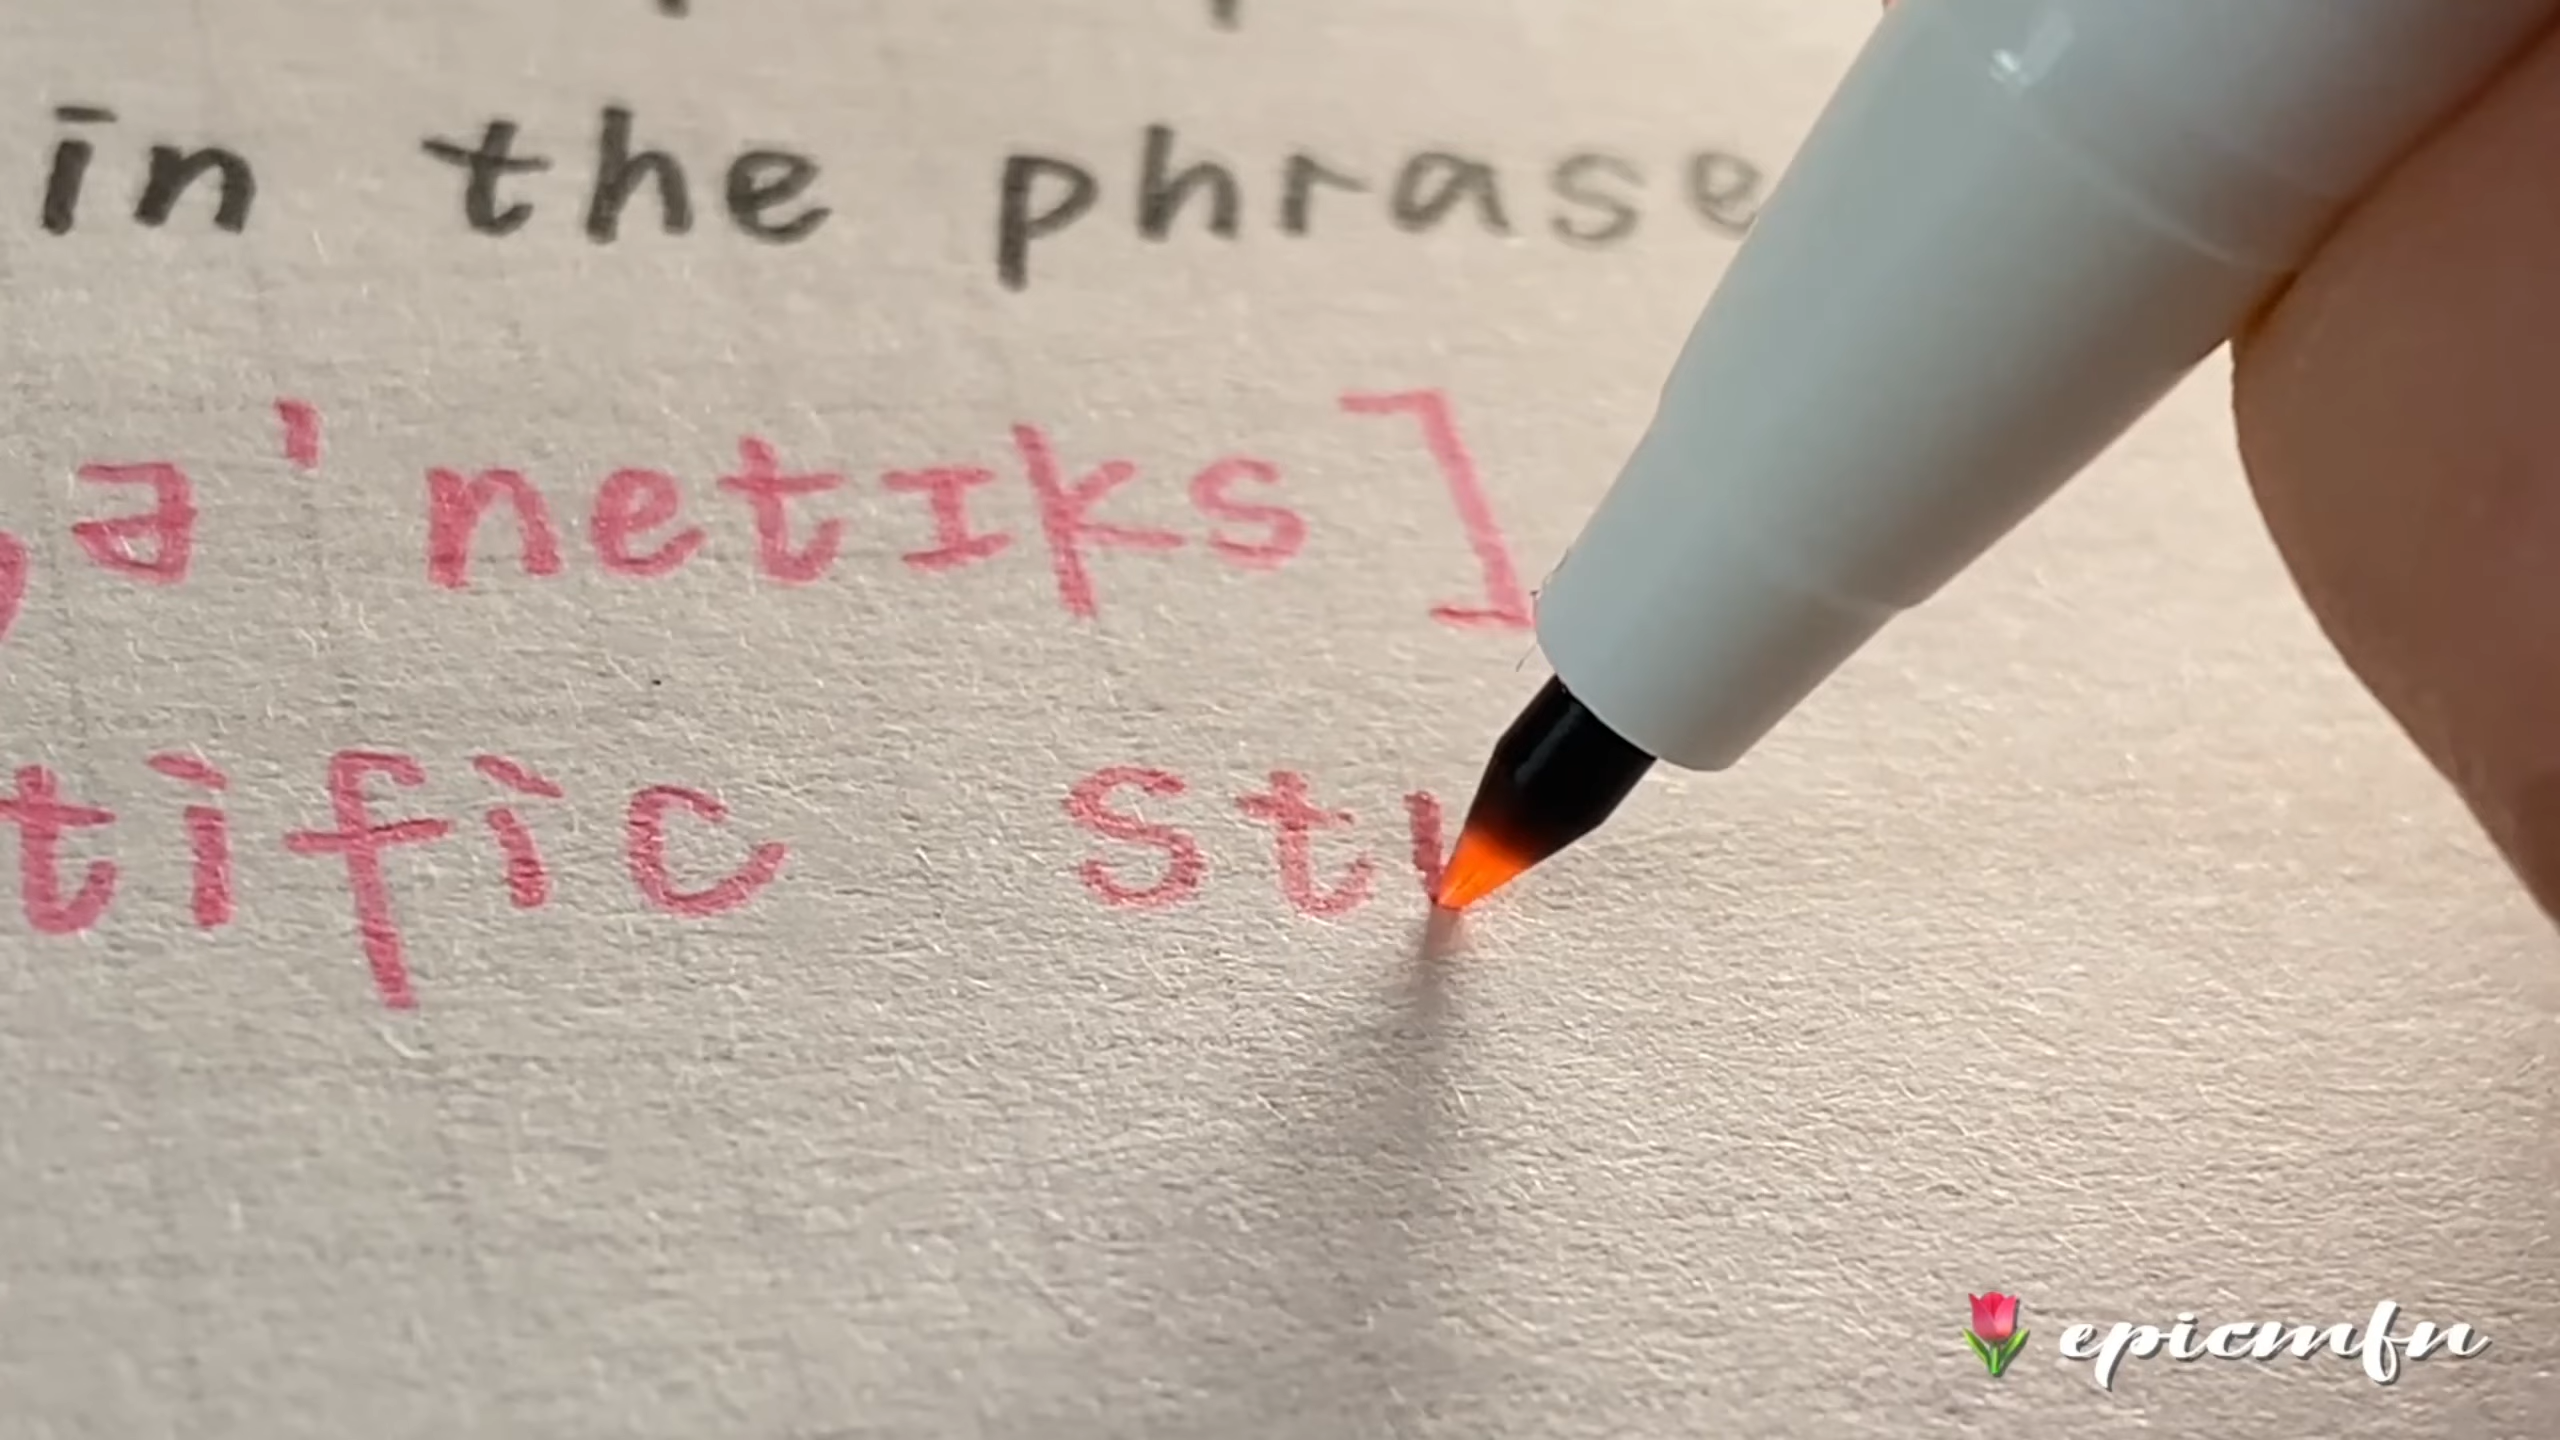 in the phrase
ə'netɪks]
tific stu
epicmfn